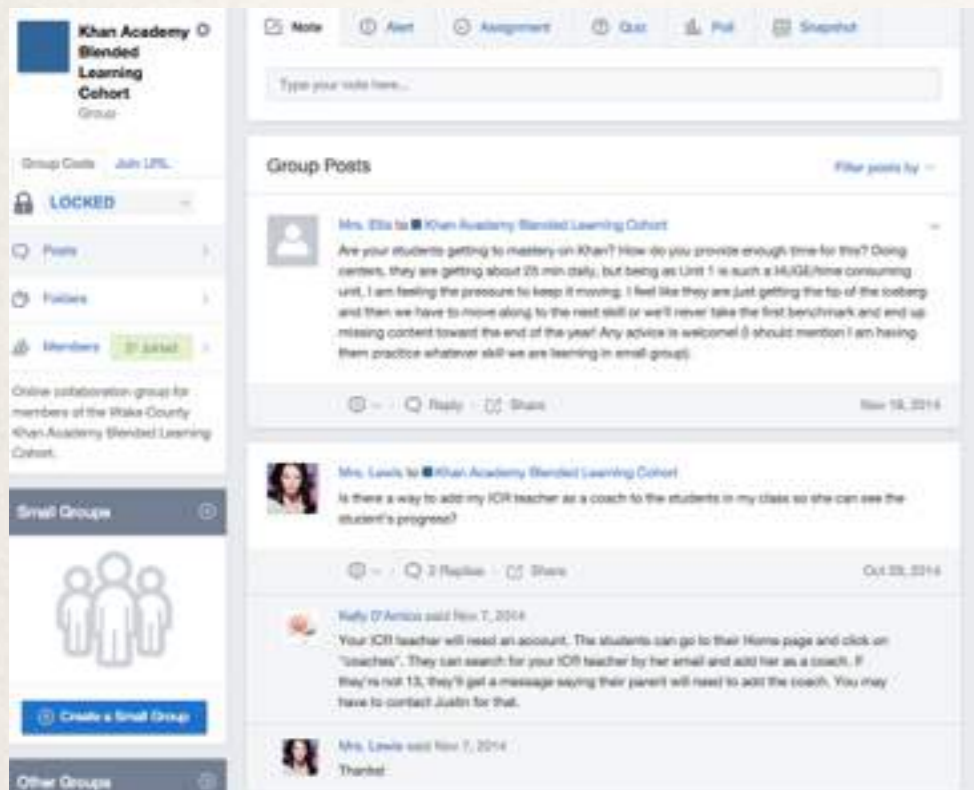 Khan Academy
Blended
Learning
Cohort
Group
Group Code Join URL
LOCKED
Posts
Folders
Members Joined
Online collaboration group for
members of the Wake County
Khan Academy Blended Learning
Cohort.
Small Groups
Create a Small Group
Other Groups
Note Alert Assignment Quiz Poll Snapshot
Type your note here...
Group Posts Filter posts by
Mrs. Ellis to Khan Academy Blended Learning Cohort
Are your students getting to mastery on Khan? How do you provide enough time for this? Doing
centers, they are getting about 25 min daily, but being as Unit 1 is such a HUGE/time consuming
unit, I am feeling the pressure to keep it moving. I feel like they are just getting the tip of the iceberg
and then we have to move along to the next skill or we'll never take the first benchmark and end up
missing content toward the end of the year! Any advice is welcome! (I should mention I am having
them practice whatever skill we are learning in small group).
Reply Share Nov 18, 2014
Mrs. Lewis to Khan Academy Blended Learning Cohort
Is there a way to add my ICR teacher as a coach to the students in my class so she can see the
student's progress?
Replies Share Oct 2014
Kelly D'Amico said Nov 7, 2014
Your ICR teacher will need an account. The students can go to their Home page and click on
"coaches". They can search for your ICR teacher by her email and add her as a coach. If
they're not 13, they'll get a message saying their parent will need to add the coach. You may
have to contact Justin for that.
Mrs. Lewis said Nov 7, 2014
Thanks!